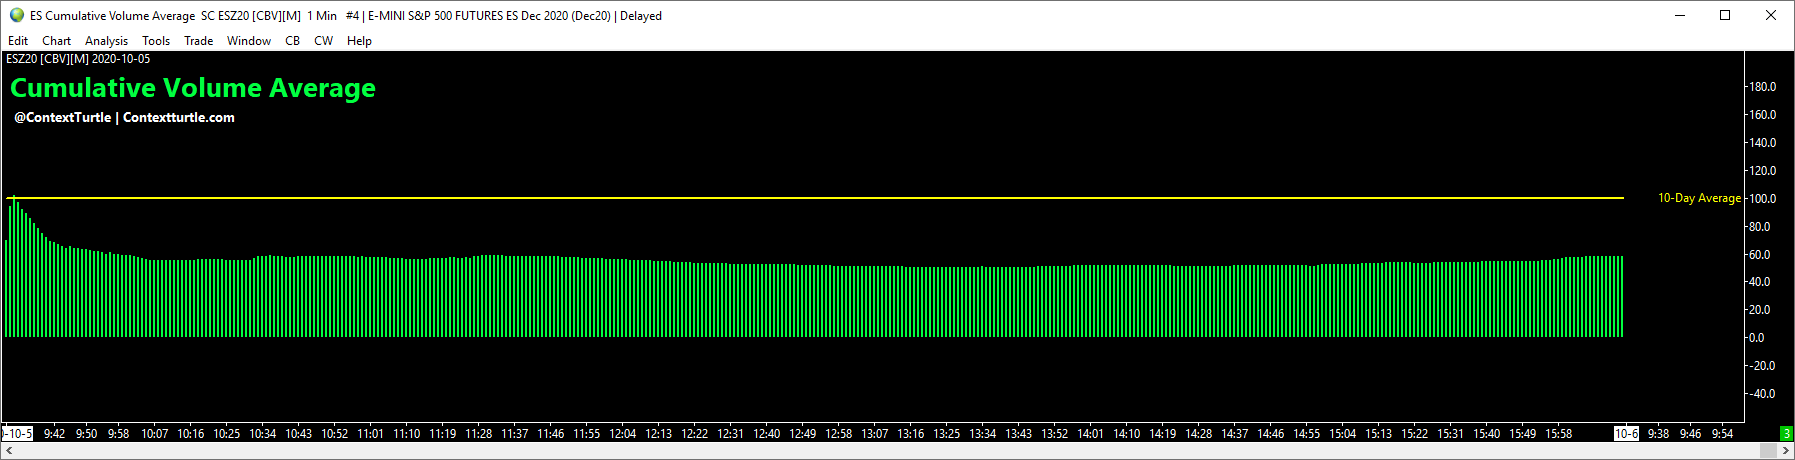 ES Cumulative Volume Average SC ESZ20 [CBV][M] 1 Min #4 | E-MINI S&P 500 FUTURES ES Dec 2020 (Dec20) | Delayed
Edit Chart Analysis Tools Trade Window CB CW Help
ESZ20 [CBV][M] 2020-10-05
Cumulative Volume Average
@ContextTurtle | Contextturtle.com
180.0
160.0
140.0
120.0
10-Day Average 100.0
80.0
60.0
40.0
20.0
0.0
-20.0
-40.0
-10-5 9:42 9:50 9:58 10:07 10:16 10:25 10:34 10:43 10:52 11:01 11:10 11:19 11:28 11:37 11:46 11:55 12:04 12:13 12:22 12:31 12:40 12:49 12:58 13:07 13:16 13:25 13:34 13:43 13:52 14:01 14:10 14:19 14:28 14:37 14:46 14:55 15:04 15:13 15:22 15:31 15:40 15:49 15:58 10-6 9:38 9:46 9:54 3